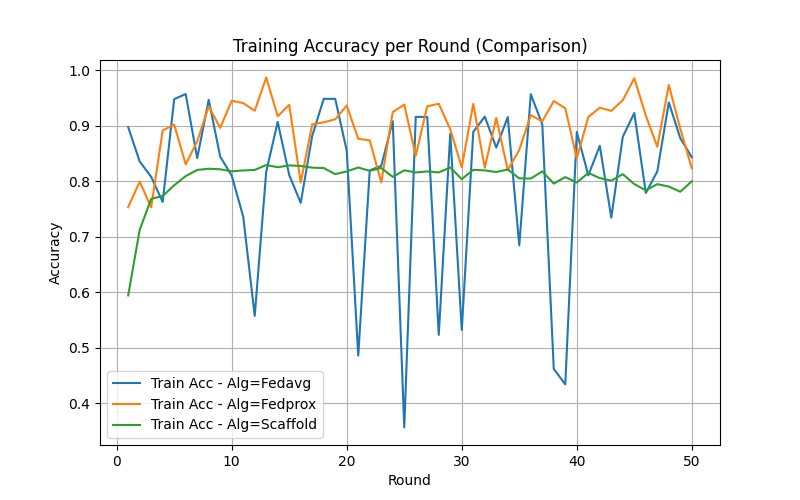 Training Accuracy per Round (Comparison)
1.0
0.9
0.8
0.7
0.6
0.5
0.4
Accuracy
Train Acc - Alg=Fedavg
Train Acc - Alg=Fedprox
Train Acc - Alg=Scaffold
0 10 20 30 40 50
Round